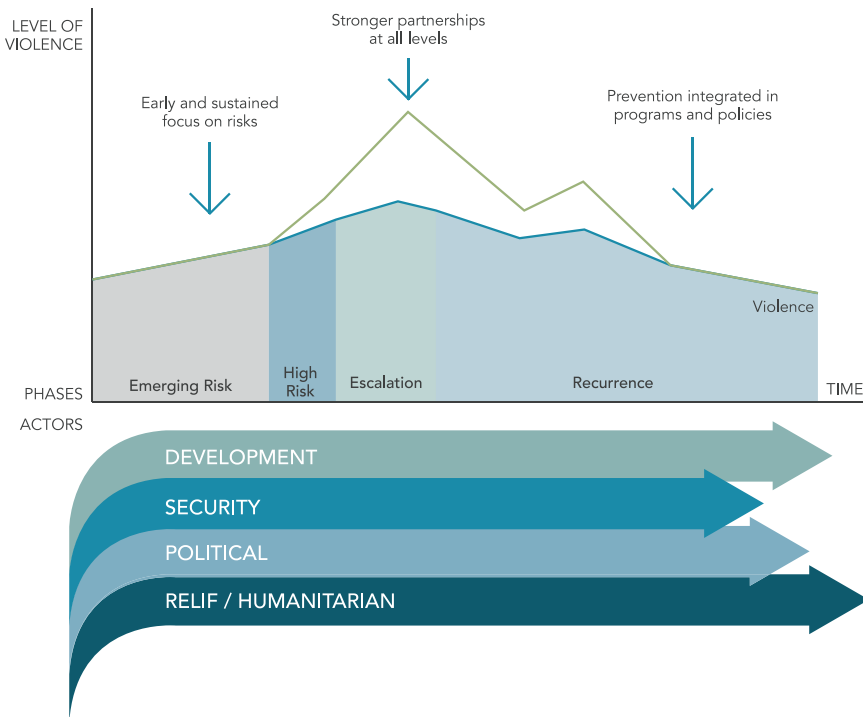 LEVEL OF
VIOLENCE
Stronger partnerships
at all levels
Early and sustained
focus on risks
Prevention integrated in
programs and policies
Violence
Emerging Risk
High
Risk
Escalation
Recurrence
PHASES
TIME
ACTORS
DEVELOPMENT
SECURITY
POLITICAL
RELIF / HUMANITARIAN